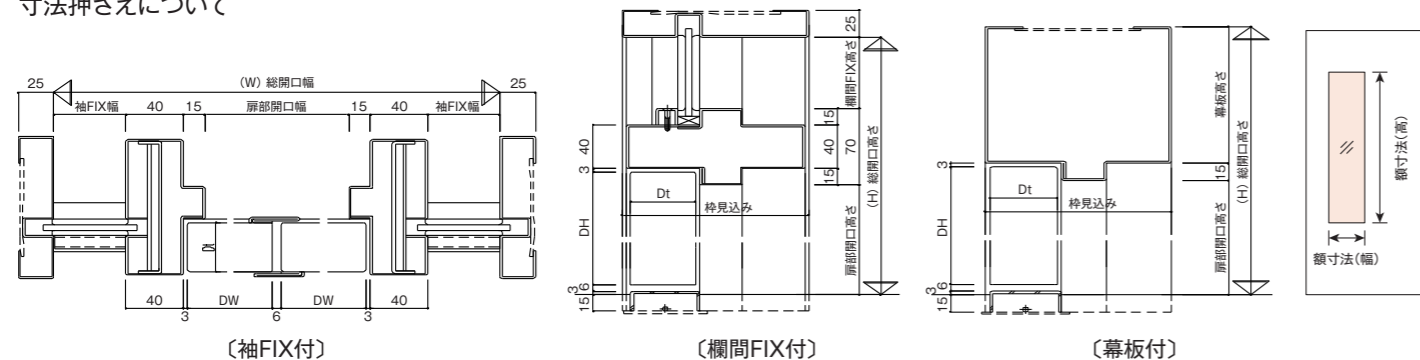 寸法押さえについて
25
(W) 総開口幅
25
袖FIX幅
40
15
扉部開口幅
15
40
袖FIX幅
Dt
40
DW
DW
40
3
6
3
〔袖FIX付〕
25
欄間FIX高さ
15
40
70
15
(H) 総開口高さ
扉部開口高さ
40
3
DH
3
6
15
Dt
枠見込み
〔欄間FIX付〕
幕板高さ
15
(H) 総開口高さ
扉部開口高さ
3
DH
3
6
15
Dt
枠見込み
〔幕板付〕
額寸法(高)
額寸法(幅)